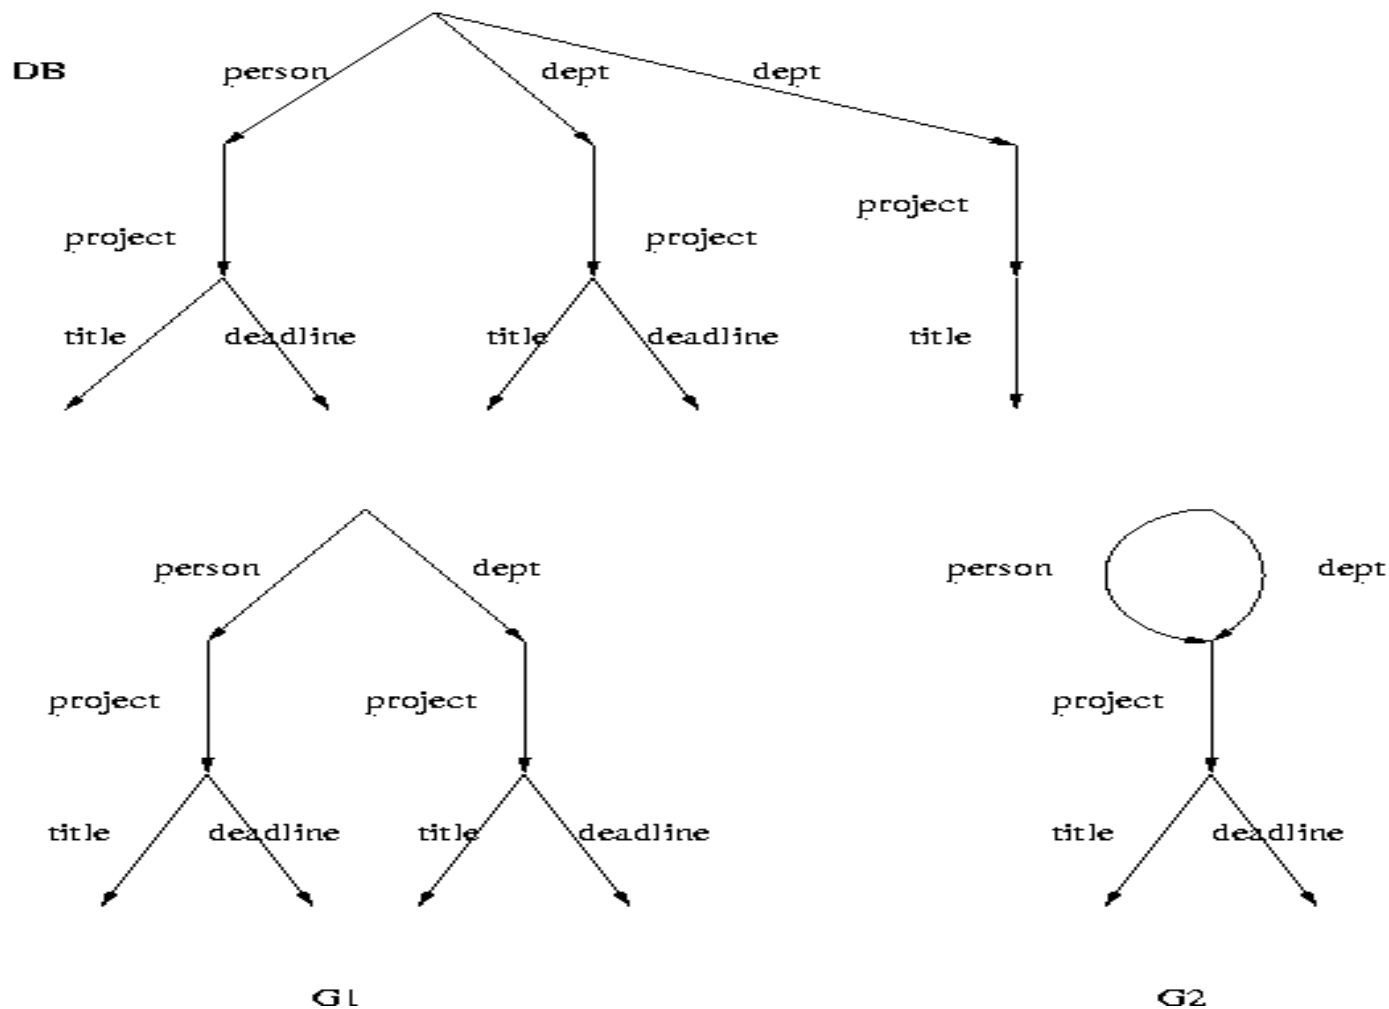 DB person dept dept
project
project project
title deadline title deadline title
person dept person dept
project project project
title deadline title deadline title deadline
G1 G2